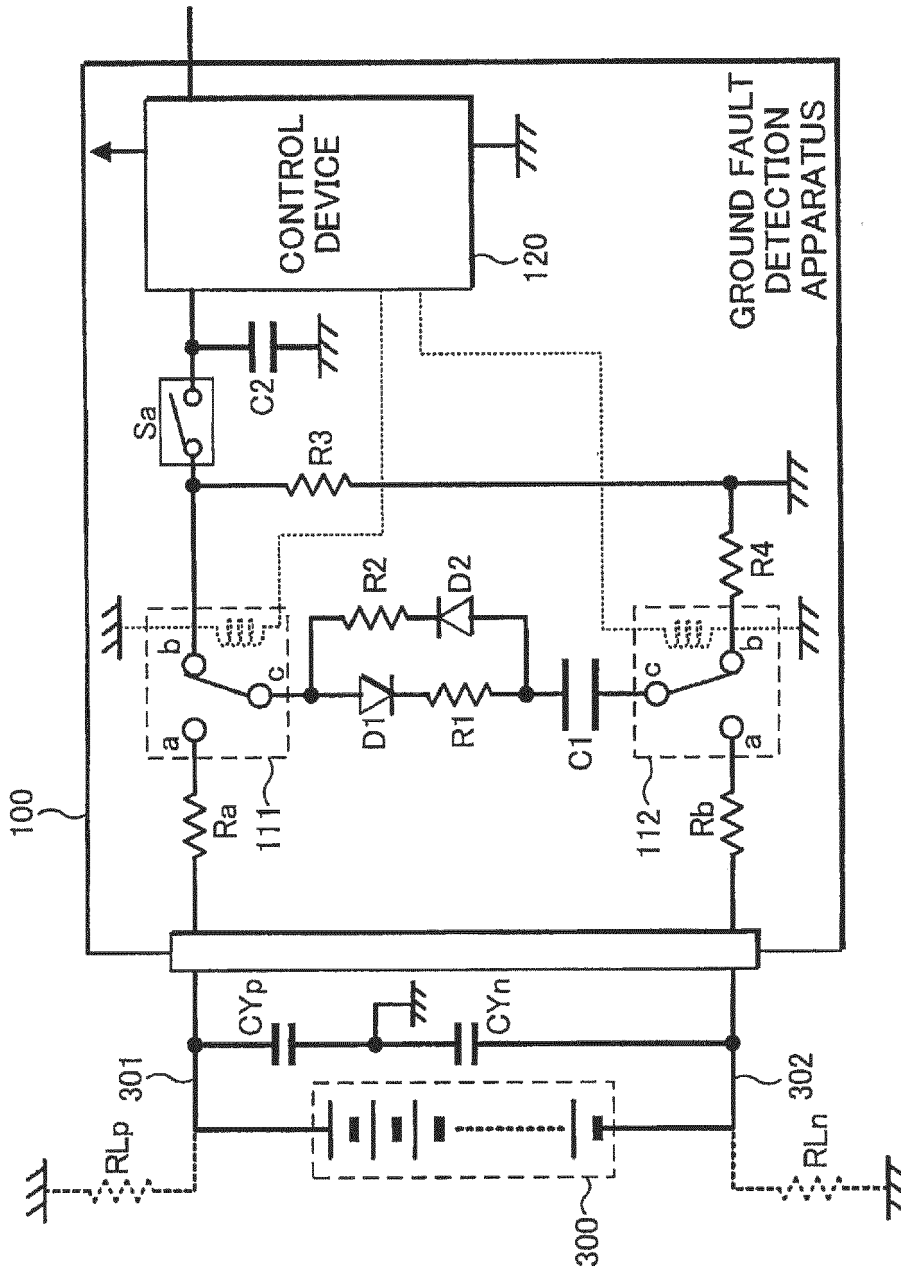 100
Ra
111
a
b
c
Sa
C2
CONTROL
DEVICE
120
R3
R2
D2
D1
R1
C1
R4
c
a
b
112
Rb
GROUND FAULT
DETECTION
APPARATUS
301
CYp
CYn
302
RLp
RLn
300